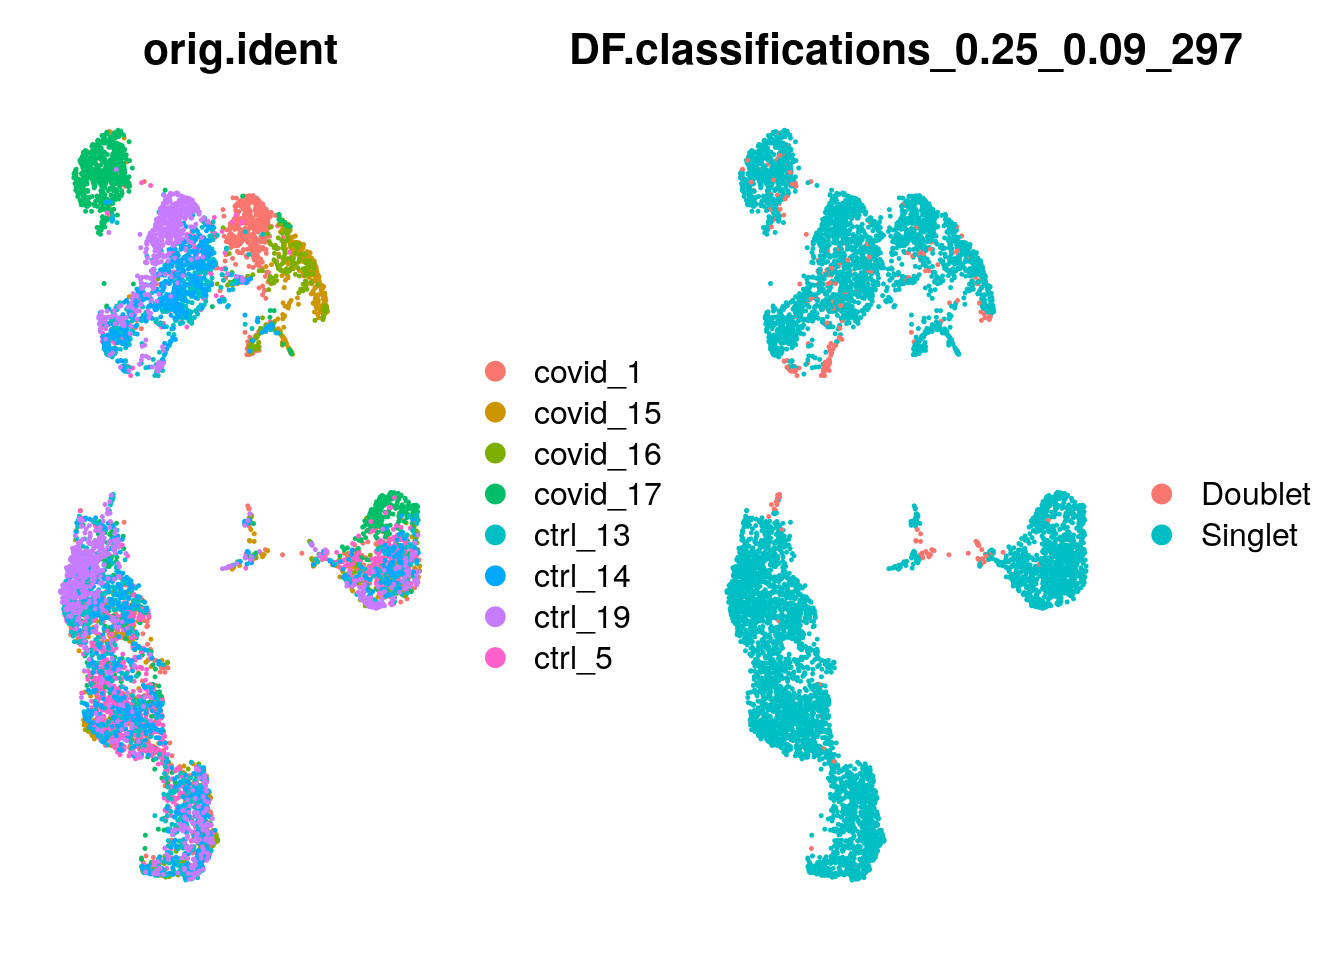 orig.ident
DF.classifications_0.25_0.09_297
covid_1
covid_15
covid_16
covid_17
ctrl_13
ctrl_14
ctrl_19
ctrl_5
Doublet
Singlet